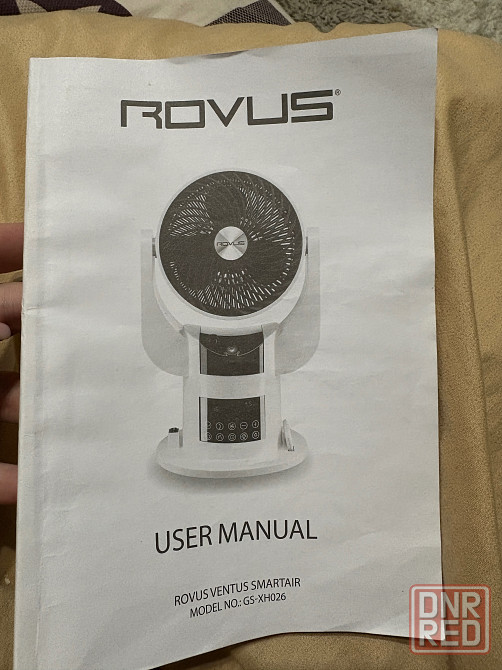 ROVUS®
ROVUS
USER MANUAL
ROVUS VENTUS SMARTAIR
MODEL NO.: GS-XH026
DNR
RED